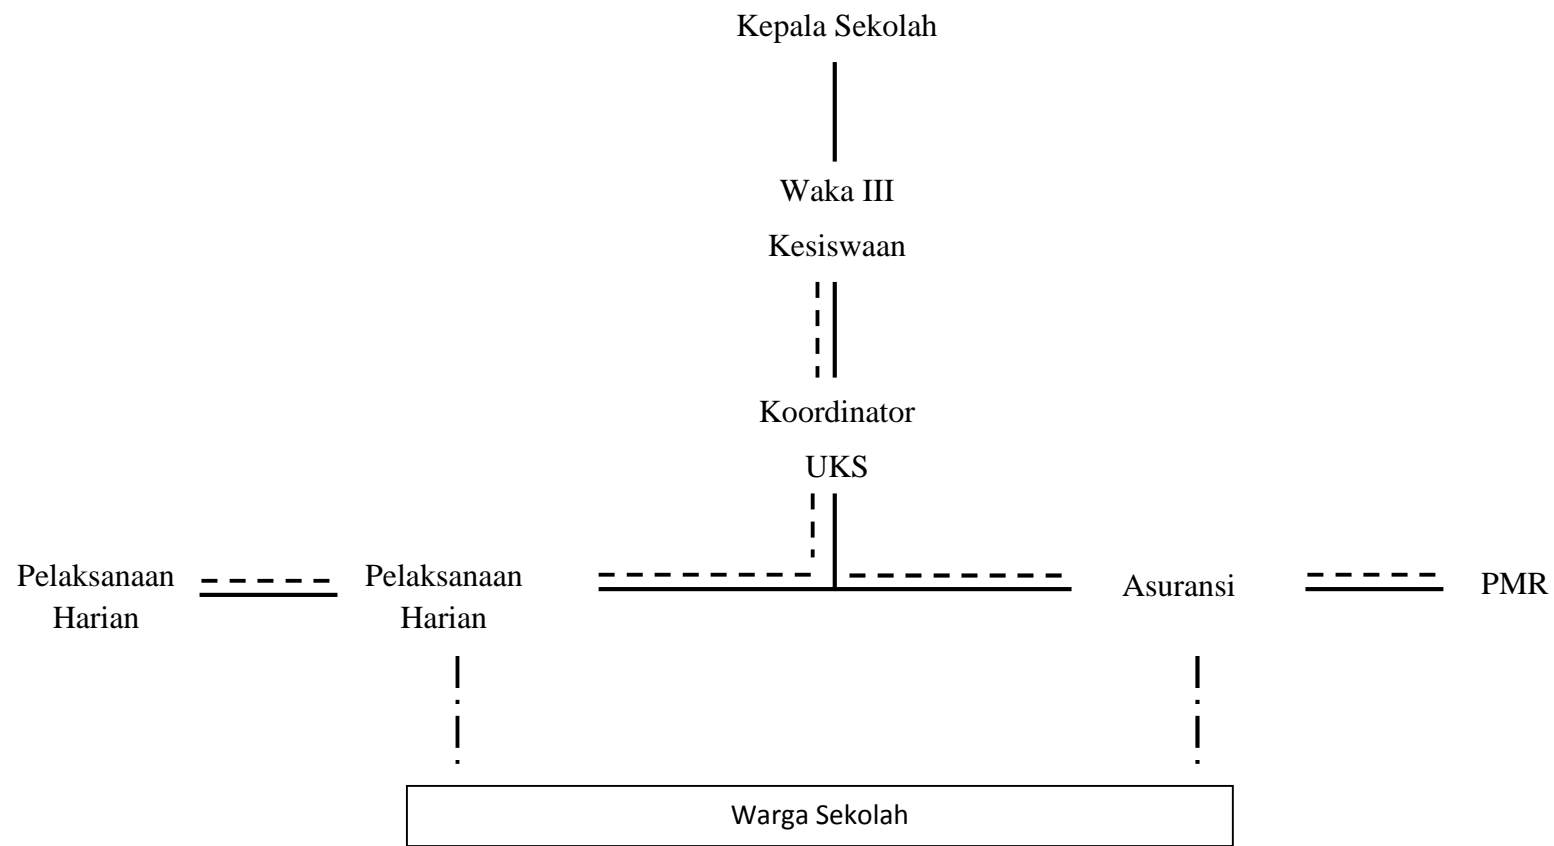 Kepala Sekolah
Waka III
Kesiswaan
Koordinator
UKS
Pelaksanaan
Harian
Pelaksanaan
Harian
Asuransi
PMR
Warga Sekolah